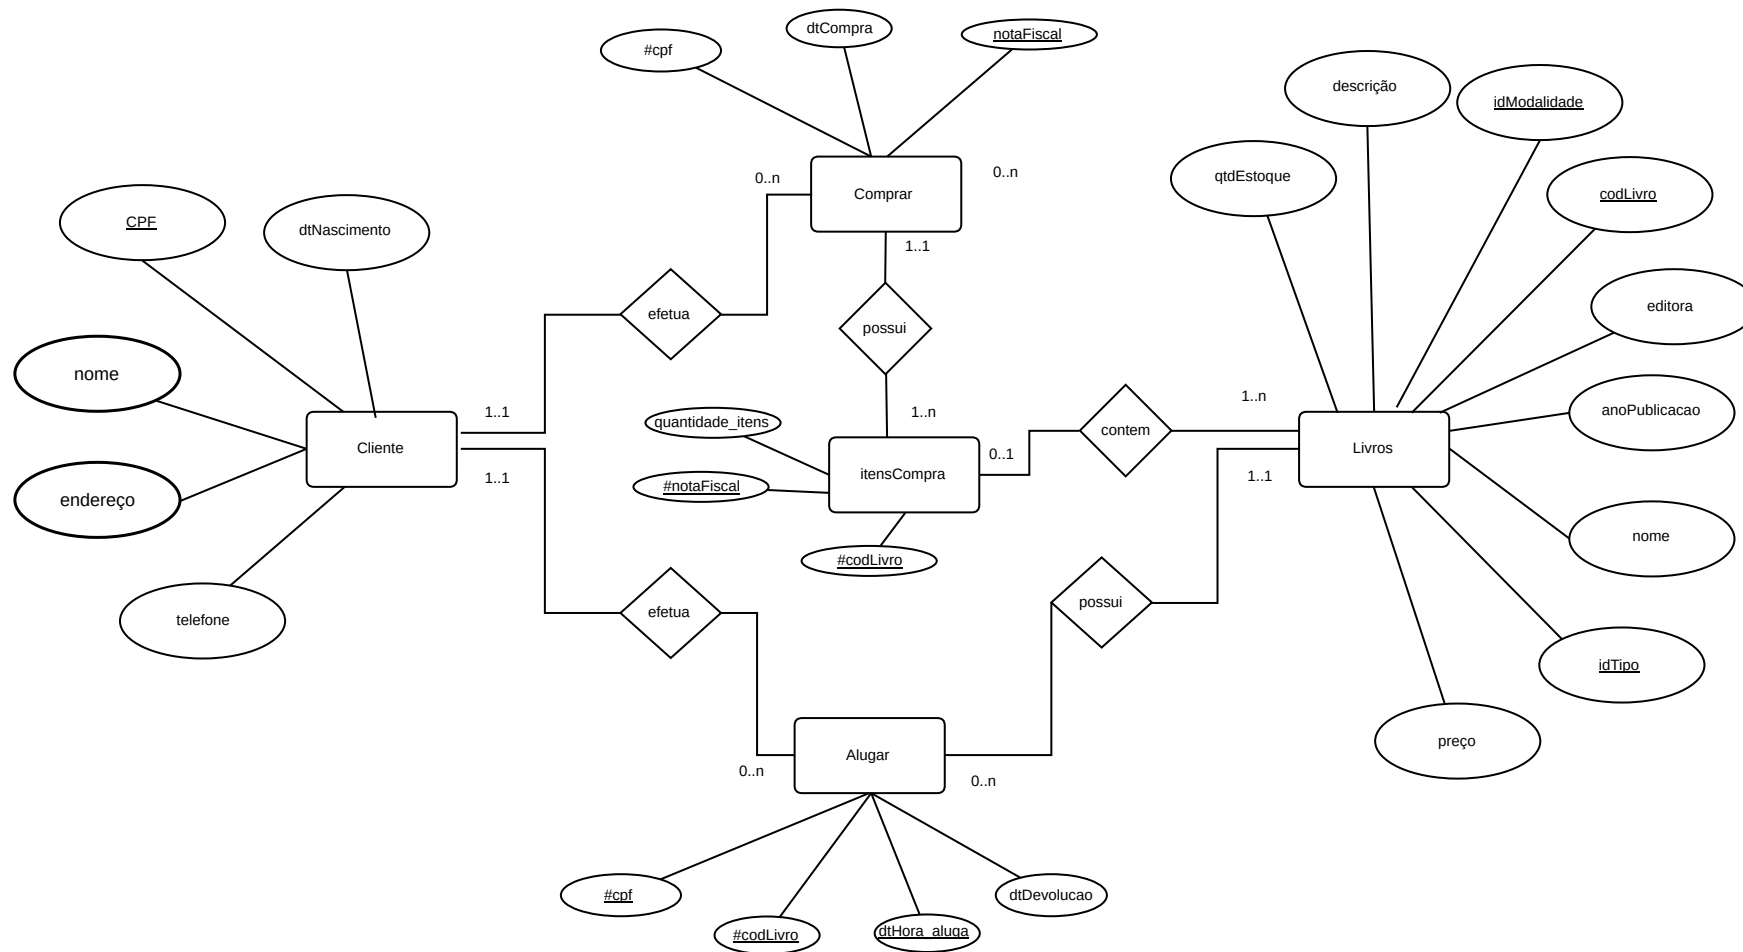 dtCompra
notaFiscal
#cpf
descrição
idModalidade
0..n
0..n
qtdEstoque
Comprar
codLivro
CPF
dtNascimento
1..1
editora
efetua
possui
nome
1..1
1..n
1..n
anoPublicacao
quantidade_itens
contem
Cliente
0..1
Livros
itensCompra
1..1
1..1
#notaFiscal
endereço
nome
#codLivro
possui
efetua
telefone
idTipo
preço
Alugar
0..n
0..n
#cpf
dtDevolucao
#codLivro
dtHora_aluga